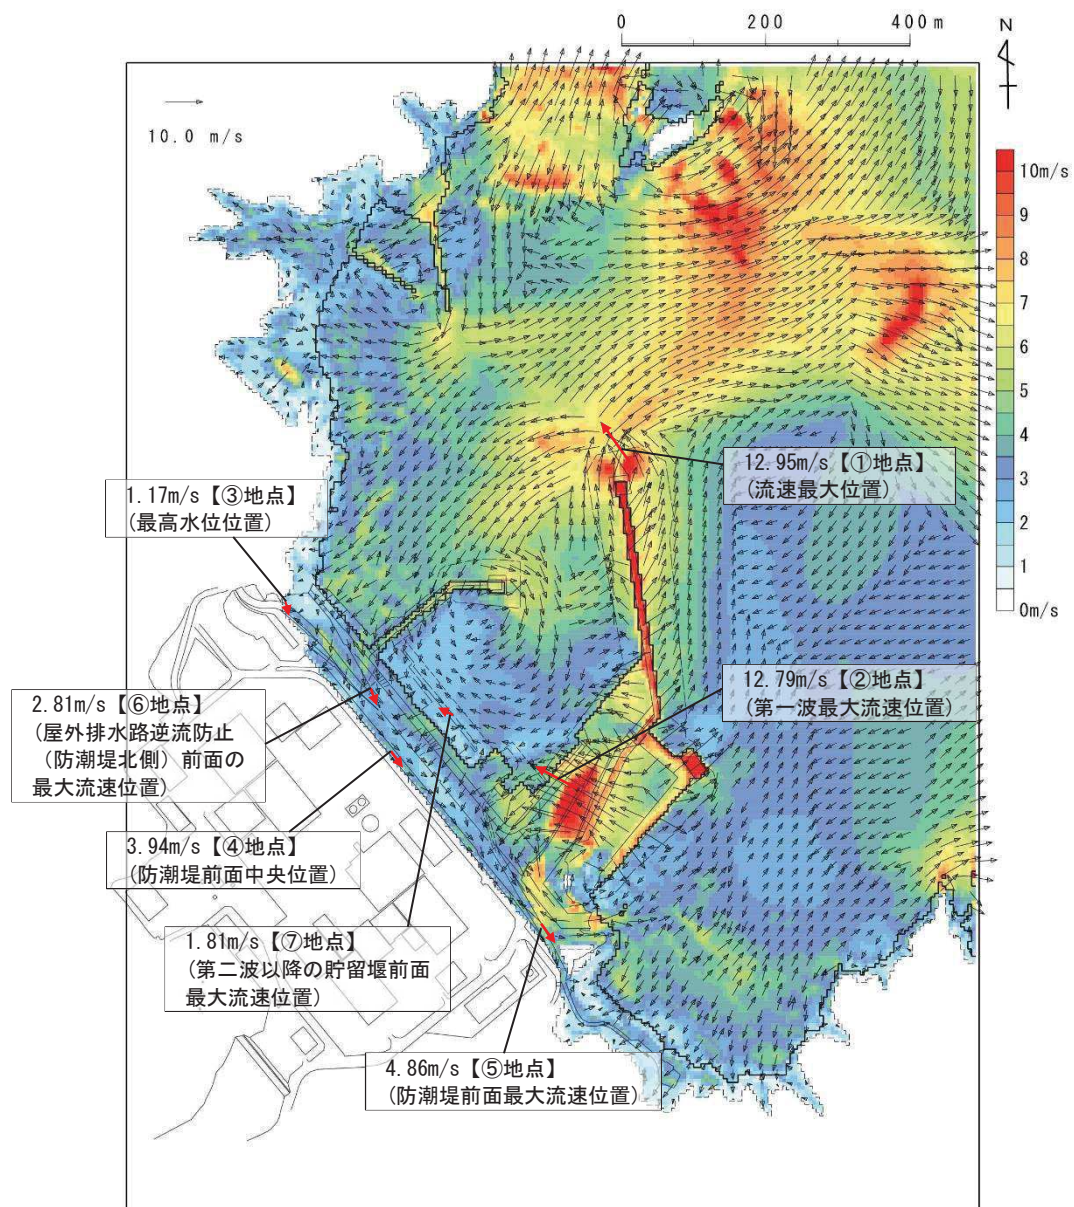 0 200 400m
N
10.0 m/s
10m/s
9
8
7
6
5
4
3
2
1
0m/s
12.95m/s【①地点】
(流速最大位置)
1.17m/s【③地点】
(最高水位位置)
12.79m/s【②地点】
(第一波最大流速位置)
2.81m/s【⑥地点】
(屋外排水路逆流防止
(防潮堤北側)前面の
最大流速位置)
3.94m/s【④地点】
(防潮堤前面中央位置)
1.81m/s【⑦地点】
(第二波以降の貯留堰前面
最大流速位置)
4.86m/s【⑤地点】
(防潮堤前面最大流速位置)